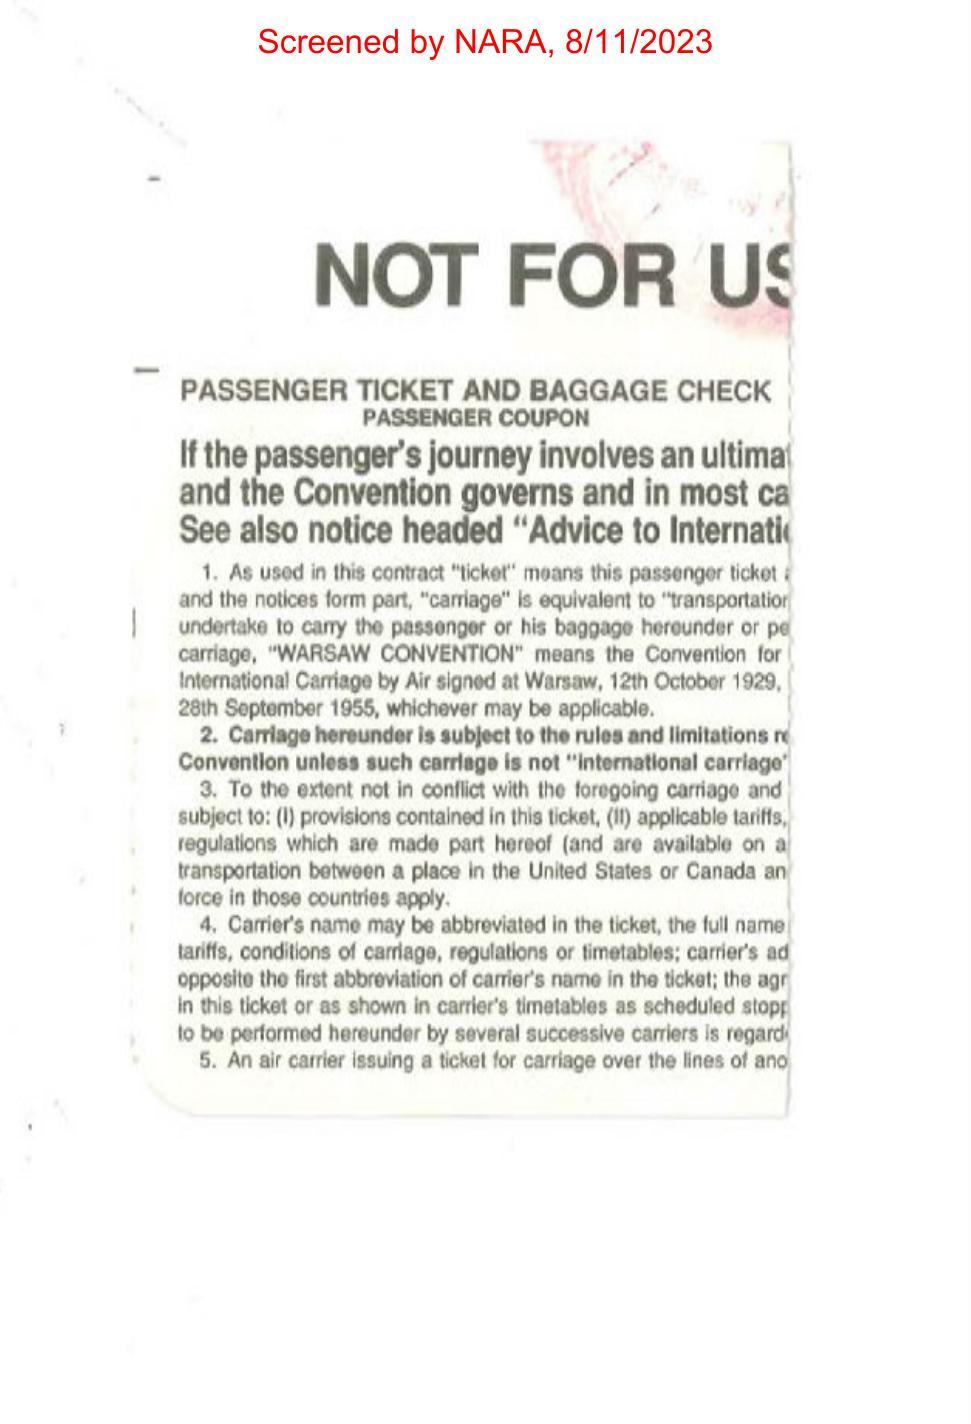 Screened by NARA, 8/11/2023
NOT FOR US
PASSENGER TICKET AND BAGGAGE CHECK
PASSENGER COUPON
If the passenger's journey involves an ultima
and the Convention governs and in most ca
See also notice headed "Advice to Internati
1. As used in this contract "ticket" means this passenger ticket
and the notices form part, "carriage" is equivalent to "transportation
undertake to carry the passenger or his baggage hereunder or pe
carriage, "WARSAW CONVENTION" means the Convention for
International Carriage by Air signed at Warsaw, 12th October 1929,
28th September 1955, whichever may be applicable.
2. Carriage hereunder is subject to the rules and limitations re
Convention unless such carriage is not "international carriage"
3. To the extent not in conflict with the foregoing carriage and
subject to: (I) provisions contained in this ticket, (II) applicable tariffs,
regulations which are made part hereof (and are available on a
transportation between a place in the United States or Canada an
force in those countries apply.
4. Carrier's name may be abbreviated in the ticket, the full name
tariffs, conditions of carriage, regulations or timetables; carrier's ad
opposite the first abbreviation of carrier's name in the ticket; the agr
in this ticket or as shown in carrier's timetables as scheduled stopp
to be performed hereunder by several successive carriers is regard
5. An air carrier issuing a ticket for carriage over the lines of ano